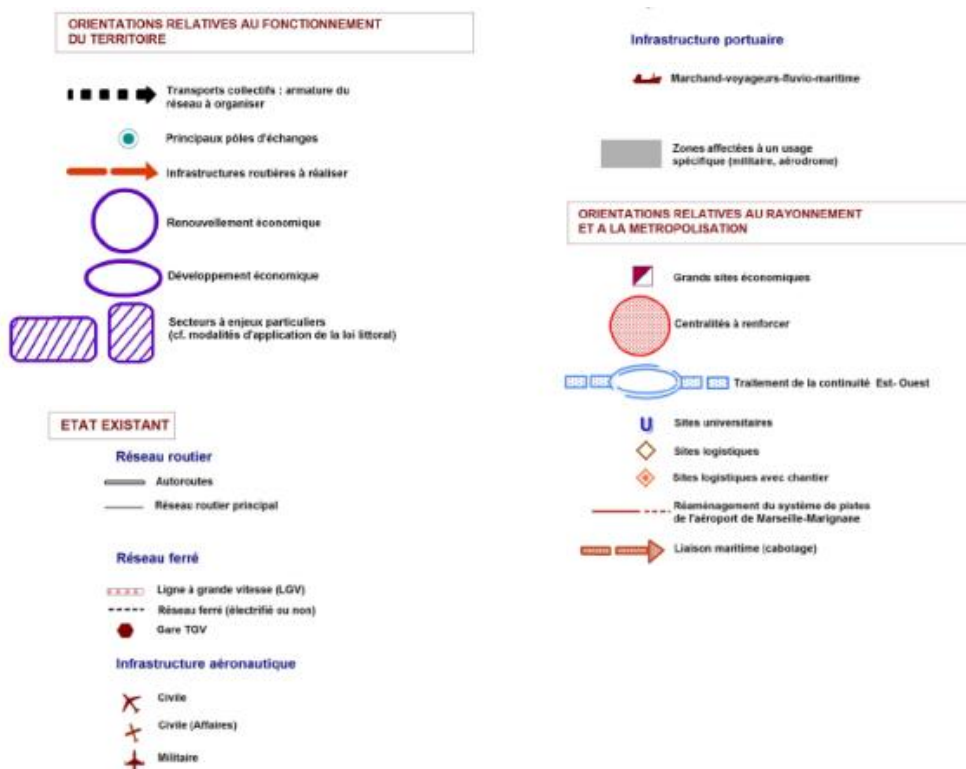 ORIENTATIONS RELATIVES AU FONCTIONNEMENT
DU TERRITOIRE
Transports collectifs : armature du
réseau à organiser
Principaux pôles d'échanges
Infrastructures routières à réaliser
Renouvellement économique
Développement économique
Secteurs à enjeux particuliers
(cf. modalités d'application de la loi littoral)
ETAT EXISTANT
Réseau routier
Autoroutes
Réseau routier principal
Réseau ferré
Ligne à grande vitesse (LGV)
Réseau ferré (électrifié ou non)
Gare TGV
Infrastructure aéronautique
Civile
Civile (Affaires)
Militaire
Infrastructure portuaire
Marchand-voyageurs-fluvio-maritime
Zones affectées à un usage
spécifique (militaire, aérodrome)
ORIENTATIONS RELATIVES AU RAYONNEMENT
ET A LA METROPOLISATION
Grands sites économiques
Centralités à renforcer
Traitement de la continuité Est- Ouest
U Sites universitaires
Sites logistiques
Sites logistiques avec chantier
Réaménagement du système de pistes
de l'aéroport de Marseille-Marignane
Liaison maritime (cabotage)